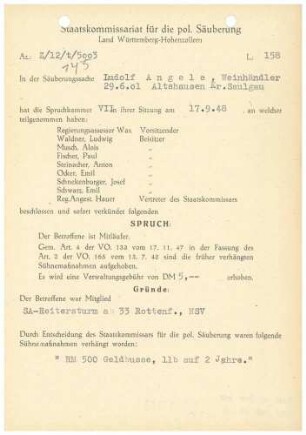 Staatskommissariat für die pol. Säuberung
Land Württemberg-Hohenzollern
Az.: 2/12/t/5003 L: 158
143
In der Säuberungssache Ludolf Angele, Weinhändler
29.6.01 Altshausen Kr.Saulgau
hat die Spruchkammer VII in ihrer Sitzung am 17.9.48 an welcher
teilgenommen haben:
Regierungsassessor Wax Vorsitzender
Waldner, Ludwig Beisitzer
Musch, Alois "
Fischer, Paul "
Steinacher, Anton "
Odert, Emil "
Schnekenburger, Josef "
Schwarz, Emil "
Reg.Angest. Hauer Vertreter des Staatskommissars
beschlossen und sofort verkündet folgenden
SPRUCH:
Der Betroffene ist Mitläufer.
Gem. Art. 4 der VO. 133 vom 17. 11. 47 in der Fassung des
Art. 2 der VO. 165 vom 13. 7. 48 sind die früher verhängten
Sühnemaßnahmen aufgehoben.
Es wird eine Verwaltungsgebühr von DM 5,-- erhoben.
Gründe:
Der Betroffene war Mitglied
SA-Reitersturm ab 33 Rottenf., NSV
Durch Entscheidung des Staatskommissars für die pol. Säuberung waren folgende
Sühnemaßnahmen verhängt worden:
" RM 500 Geldbusse, 11b auf 2 Jahre."